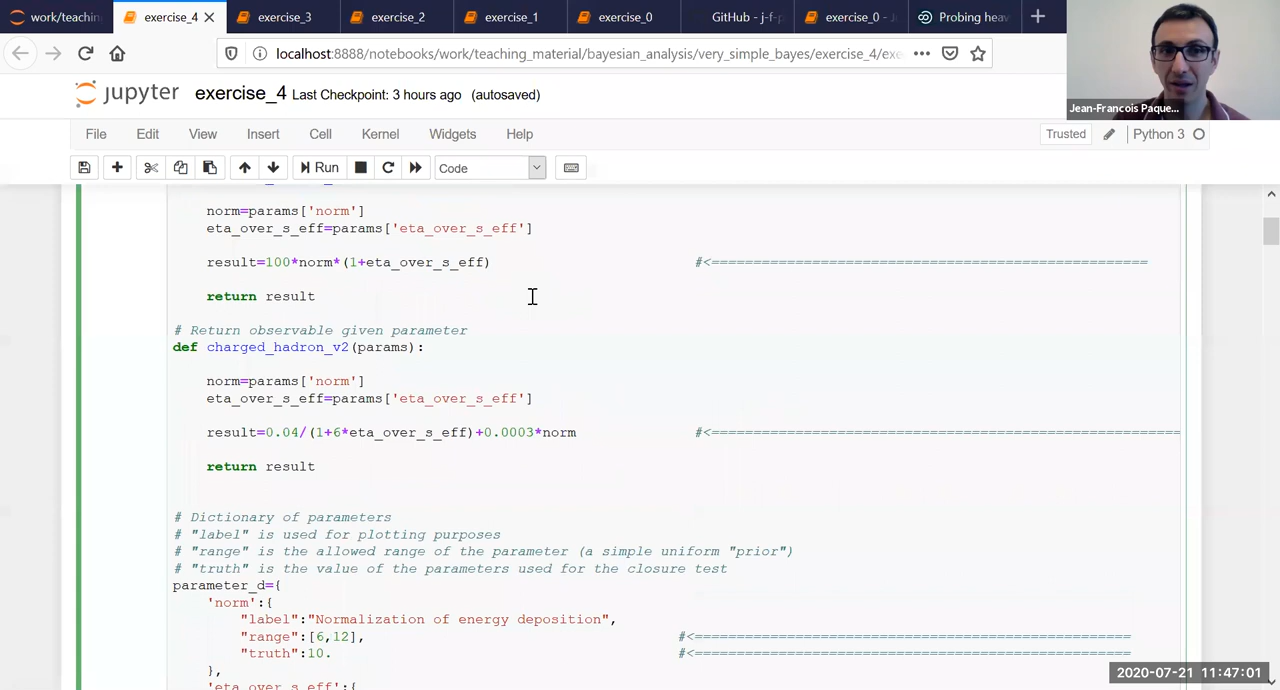 work/teachin
exercise_4
exercise_3
exercise_2
exercise_1
exercise_0
GitHub - j-f-p
exercise_0 - J
Probing heav
localhost:8888/notebooks/work/teaching_material/bayesian_analysis/very_simple_bayes/exercise_4/exe
Jean-Francois Paque...
jupyter exercise_4 Last Checkpoint: 3 hours ago (autosaved)
File Edit View Insert Cell Kernel Widgets Help
Trusted
Python 3
Run
Code
norm=params['norm']
eta_over_s_eff=params['eta_over_s_eff']
result=100*norm*(1+eta_over_s_eff) #<====================================================
return result
# Return observable given parameter
def charged_hadron_v2(params):
norm=params['norm']
eta_over_s_eff=params['eta_over_s_eff']
result=0.04/(1+6*eta_over_s_eff)+0.0003*norm #<========================================================
return result
# Dictionary of parameters
# "label" is used for plotting purposes
# "range" is the allowed range of the parameter (a simple uniform "prior")
# "truth" is the value of the parameters used for the closure test
parameter_d={
'norm':{
"label":"Normalization of energy deposition",
"range":[6,12], #<====================================================
"truth":10. #<====================================================
},
'eta_over_s_eff':{
2020-07-21 11:47:01